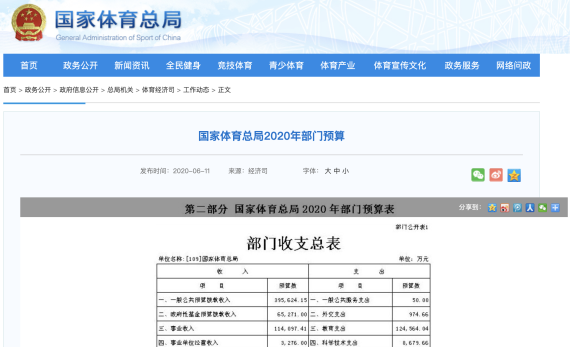 国家体育总局
General Administration of Sport of China
首页 政务公开 新闻资讯 全民健身 竞技体育 青少体育 体育产业 体育宣传文化 政务服务 网络问政
首页 > 政务公开 > 政府信息公开 > 总局机关 > 体育经济司 > 工作动态 > 正文
国家体育总局2020年部门预算
发布时间：2020-06-11 来源：经济司 字体： 大 中 小
第二部分 国家体育总局 2020 年部门预算表
分享到：
部门公开表1
部门收支总表
单位名称:[109]国家体育总局 单位：万元
收 入 支 出
项 目 预算数 项 目 预算数
一、一般公共预算拨款收入 395,624.15 一、一般公共服务支出 50.00
二、政府性基金预算拨款收入 65,271.00 二、外交支出 974.66
三、事业收入 114,097.41 三、教育支出 124,564.04
四、事业单位经营收入 3,276.00 四、科学技术支出 8,679.66